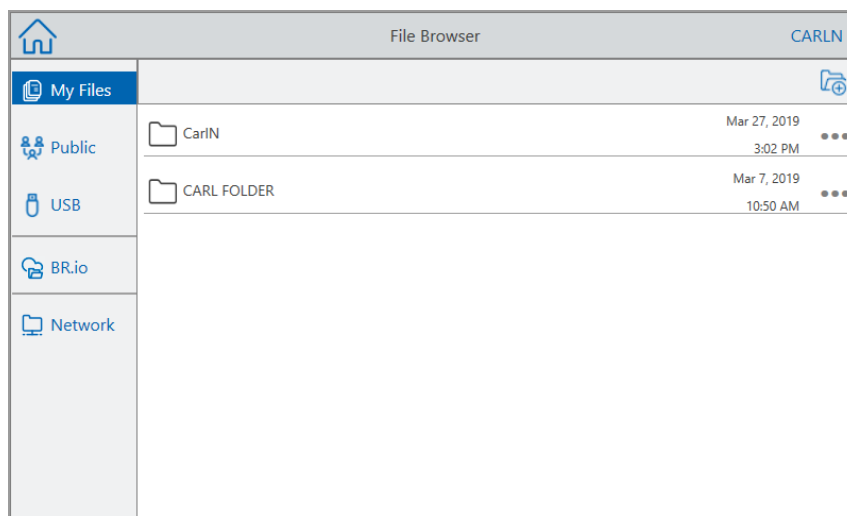 File Browser
CARLN
My Files
Public
USB
BR.io
Network
CarlN
Mar 27, 2019
3:02 PM
CARL FOLDER
Mar 7, 2019
10:50 AM